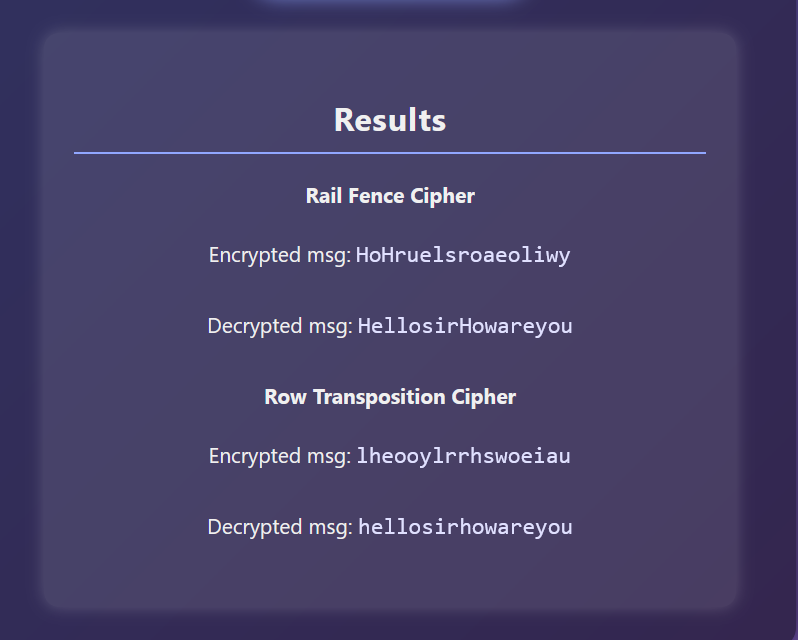 Results
Rail Fence Cipher
Encrypted msg: HoHruelsroaeoliwy
Decrypted msg: HellosirHowareyou
Row Transposition Cipher
Encrypted msg: lheooylrrhswoeiau
Decrypted msg: hellosirhowareyou